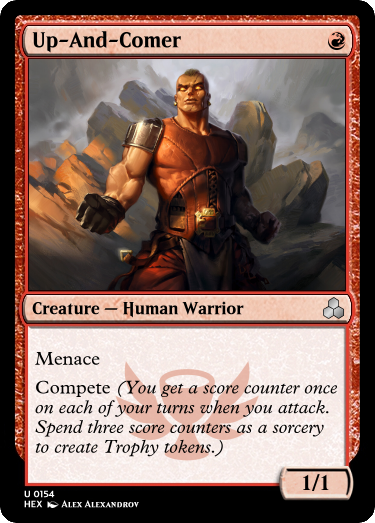 Up-And-Comer
Creature — Human Warrior
Menace
Compete (You get a score counter once
on each of your turns when you attack.
Spend three score counters as a sorcery
to create Trophy tokens.)
1/1
U 0154
HEX Alex Alexandrov